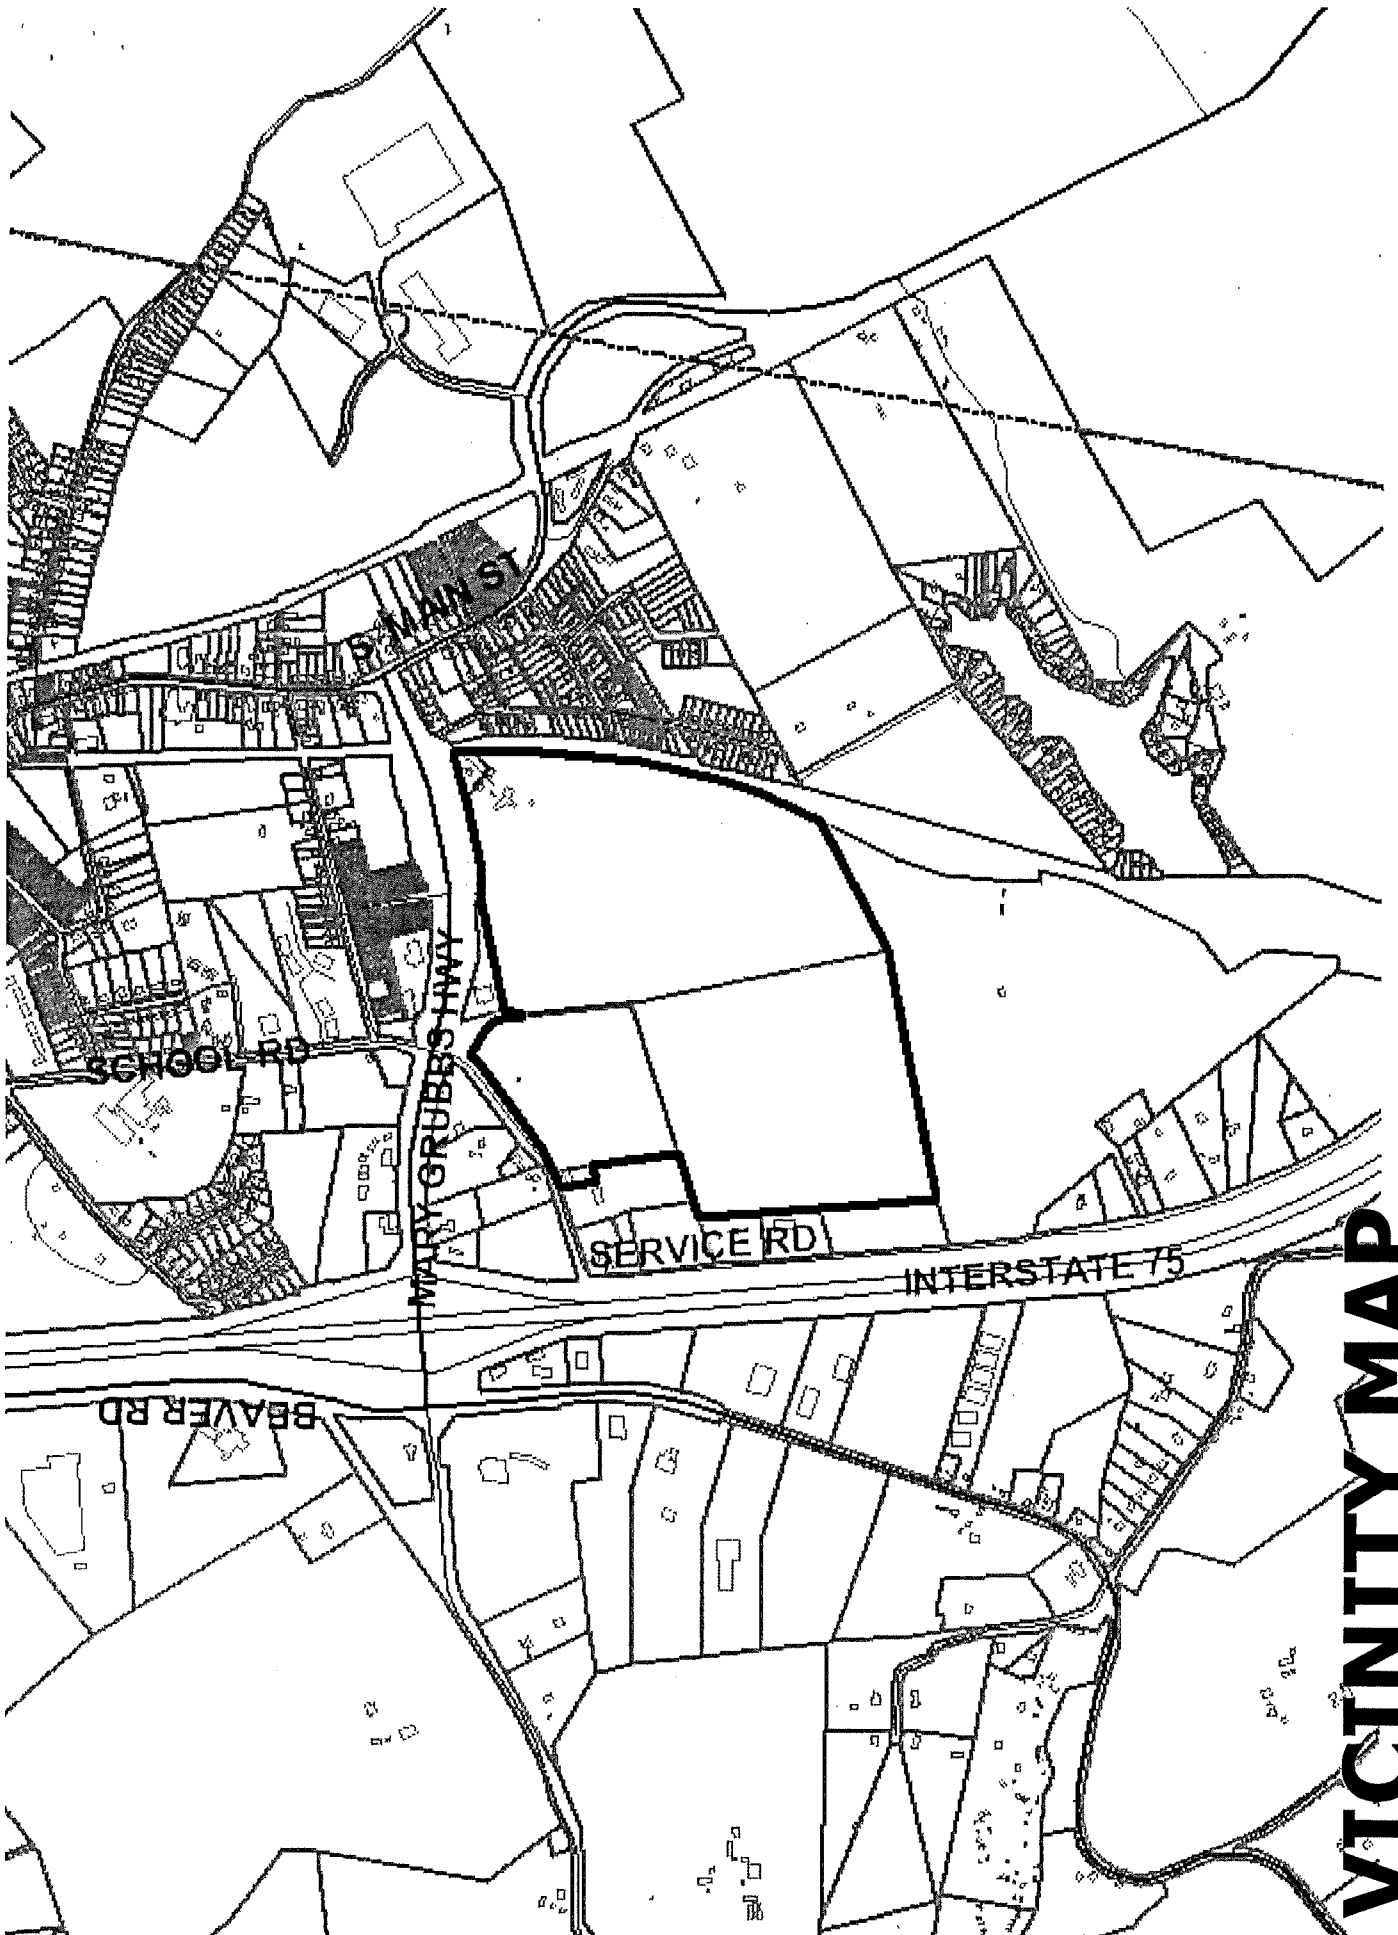 S MAIN ST
SCHOOL RD
MARY GRUBBS HWY
SERVICE RD
INTERSTATE 75
BEAVER RD
VICINITY MAP